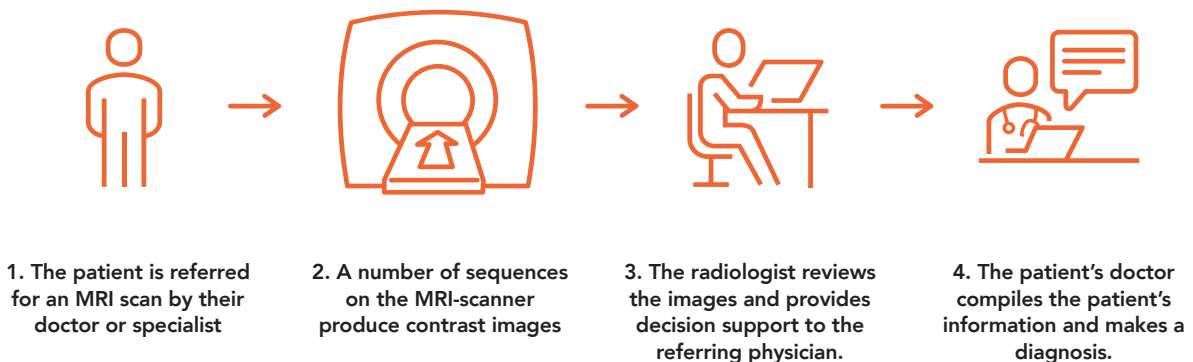 1. The patient is referred
for an MRI scan by their
doctor or specialist
2. A number of sequences
on the MRI-scanner
produce contrast images
3. The radiologist reviews
the images and provides
decision support to the
referring physician.
4. The patient’s doctor
compiles the patient’s
information and makes a
diagnosis.